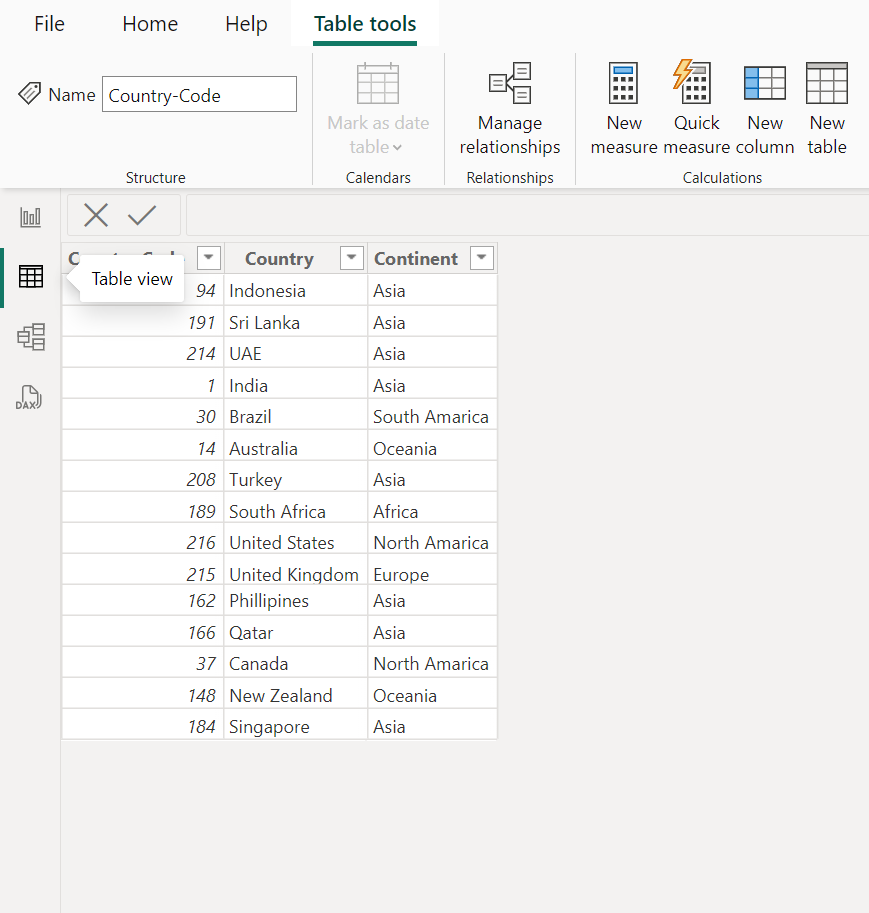 File Home Help Table tools
Name Country-Code
Mark as date table
Manage relationships
New measure
Quick measure
New column
New table
Structure Calendars Relationships Calculations
Country Continent
Table view
94 Indonesia Asia
191 Sri Lanka Asia
214 UAE Asia
1 India Asia
30 Brazil South Amarica
14 Australia Oceania
208 Turkey Asia
189 South Africa Africa
216 United States North Amarica
215 United Kingdom Europe
162 Phillipines Asia
166 Qatar Asia
37 Canada North Amarica
148 New Zealand Oceania
184 Singapore Asia
DAX